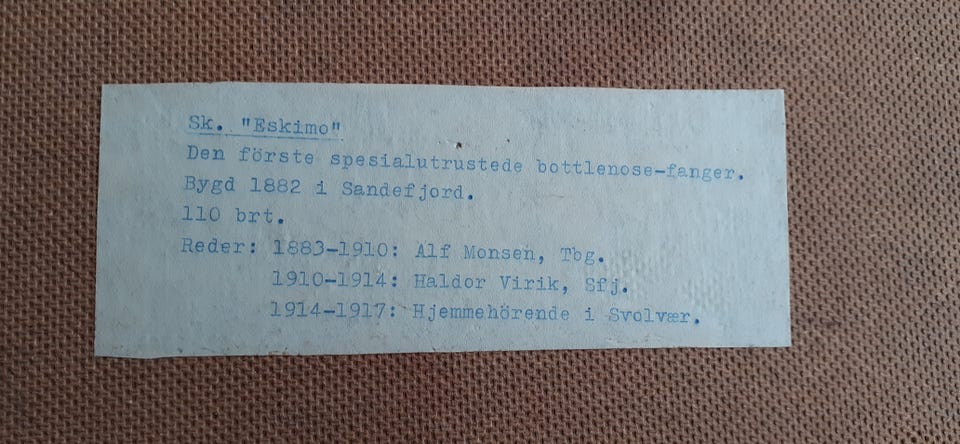 Sk. "Eskimo"
Den förste spesialutrustede bottlenose-fanger.
Bygd 1882 i Sandefjord.
110 brt.
Reder: 1883-1910: Alf Monsen, Tbg.
1910-1914: Haldor Virik, Sfj.
1914-1917: Hjemmehörende i Svolvær.